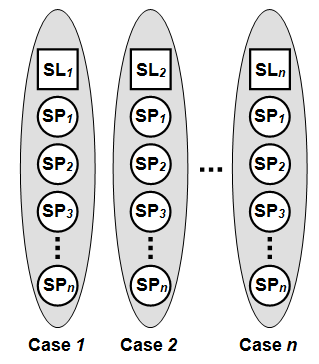 SL1 SL2 SLn
SP1 SP1 SP1
SP2 SP2 SP2
...
SP3 SP3 SP3
SPn SPn SPn
Case 1 Case 2 Case n